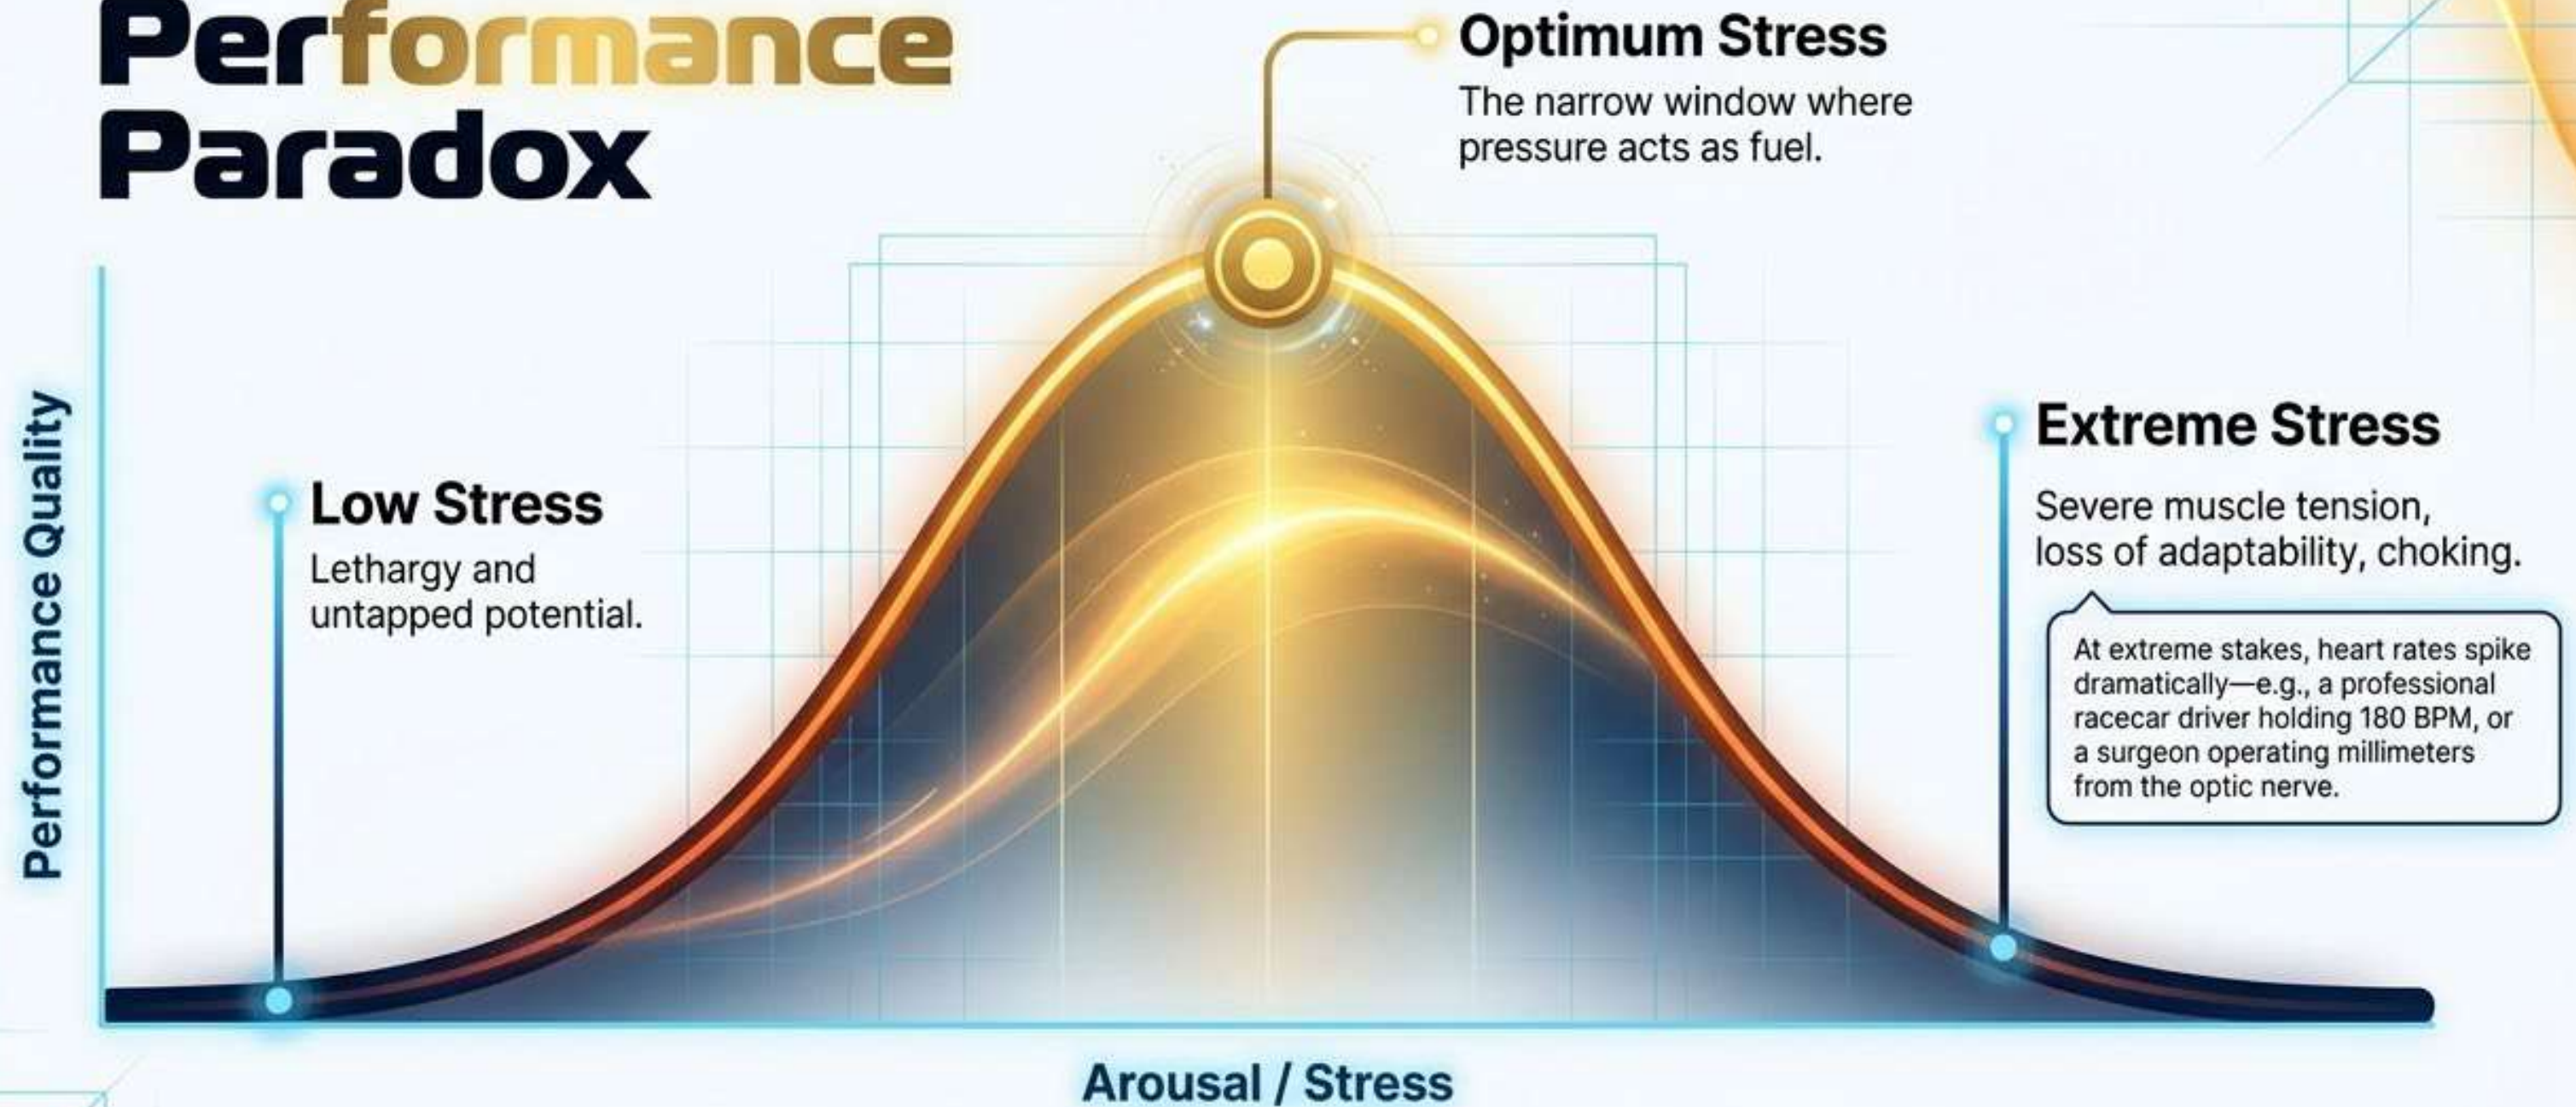 Performance
Paradox
Optimum Stress
The narrow window where
pressure acts as fuel.
Low Stress
Lethargy and
untapped potential.
Extreme Stress
Severe muscle tension,
loss of adaptability, choking.
At extreme stakes, heart rates spike
dramatically—e.g., a professional
racecar driver holding 180 BPM, or
a surgeon operating millimeters
from the optic nerve.
Performance Quality
Arousal / Stress